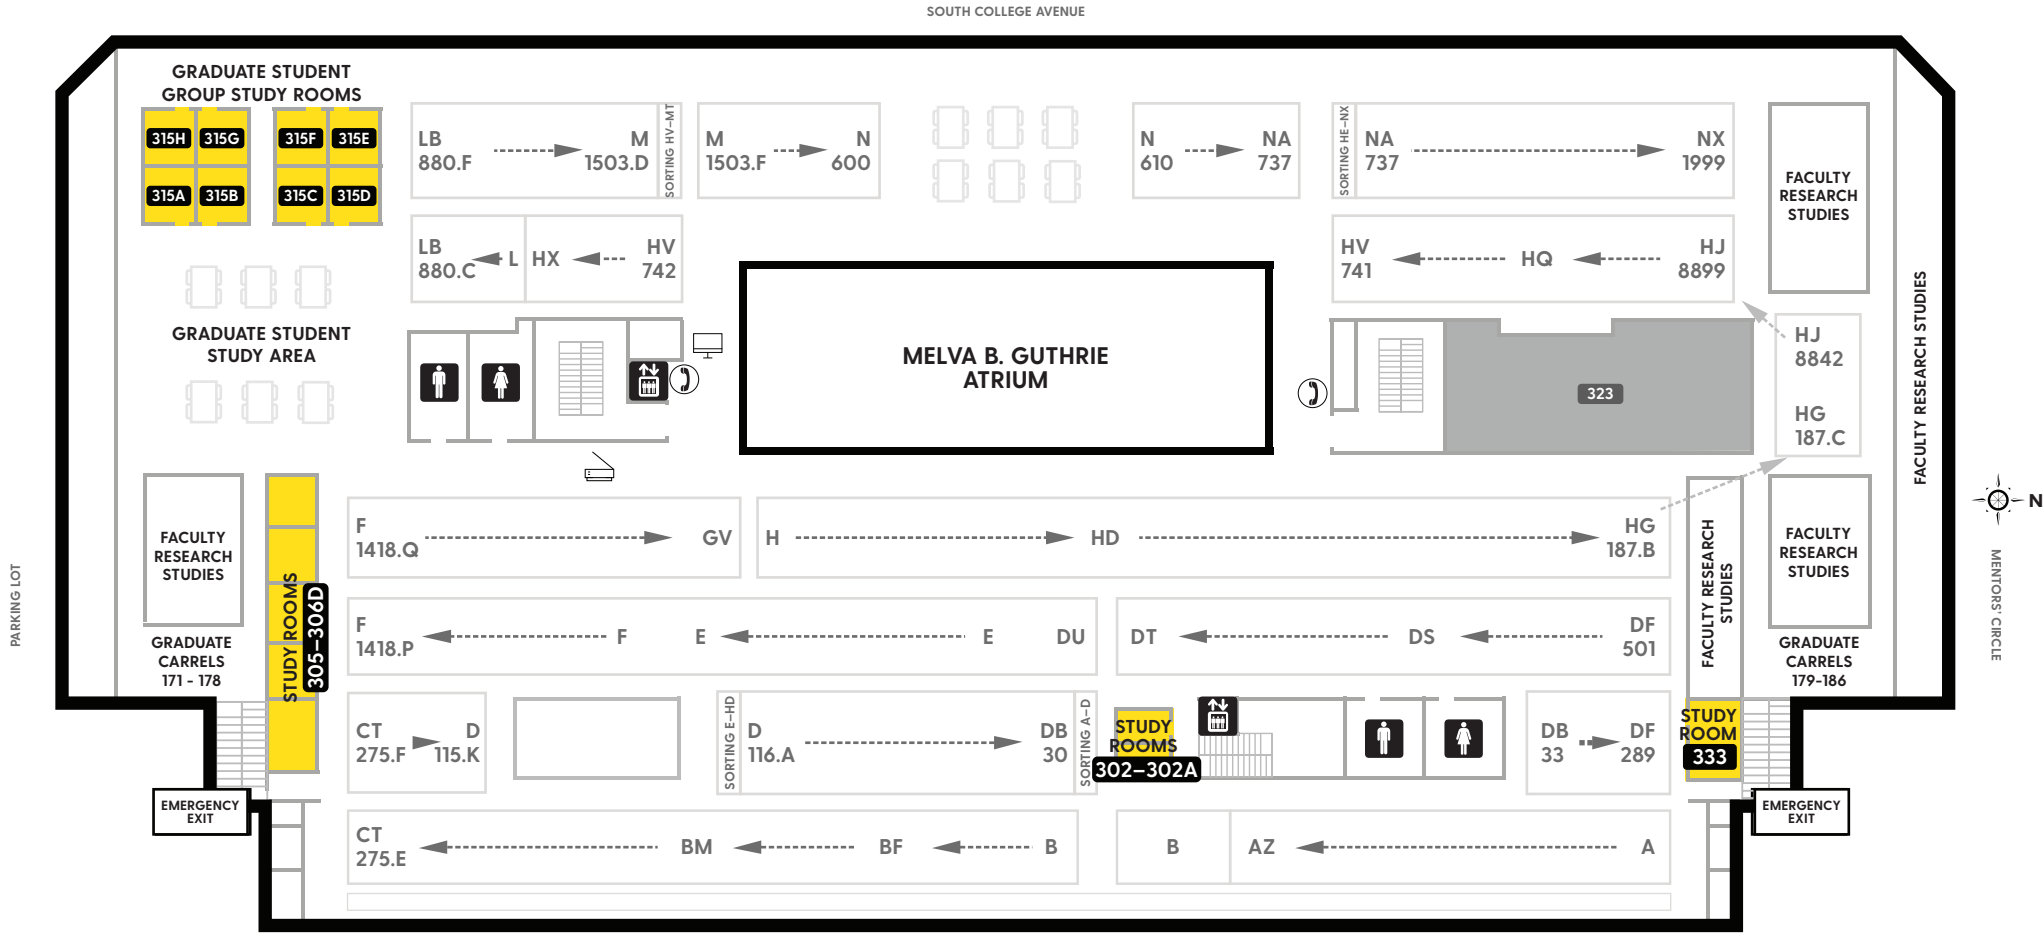 SOUTH COLLEGE AVENUE
GRADUATE STUDENT
GROUP STUDY ROOMS
315H
315G
315F
315E
315A
315B
315C
315D
LB
880.F
M
1503.D
SORTING HV–MT
M
1503.F
N
600
N
610
NA
737
SORTING HE–NX
NA
737
NX
1999
FACULTY
RESEARCH
STUDIES
LB
880.C
L
HX
HV
742
HV
741
HQ
HJ
8899
GRADUATE STUDENT
STUDY AREA
MELVA B. GUTHRIE
ATRIUM
323
HJ
8842
HG
187.C
FACULTY RESEARCH STUDIES
N
FACULTY
RESEARCH
STUDIES
GRADUATE
CARRELS
171 - 178
STUDY ROOMS
305–306D
F
1418.Q
GV
H
HD
HG
187.B
FACULTY RESEARCH
STUDIES
FACULTY
RESEARCH
STUDIES
GRADUATE
CARRELS
179-186
PARKING LOT
MENTORS' CIRCLE
F
1418.P
F
E
E
DU
DT
DS
DF
501
CT
275.F
D
115.K
SORTING E–HD
D
116.A
DB
30
SORTING A–D
STUDY
ROOMS
302–302A
DB
33
DF
289
STUDY
ROOM
333
EMERGENCY
EXIT
EMERGENCY
EXIT
CT
275.E
BM
BF
B
B
AZ
A